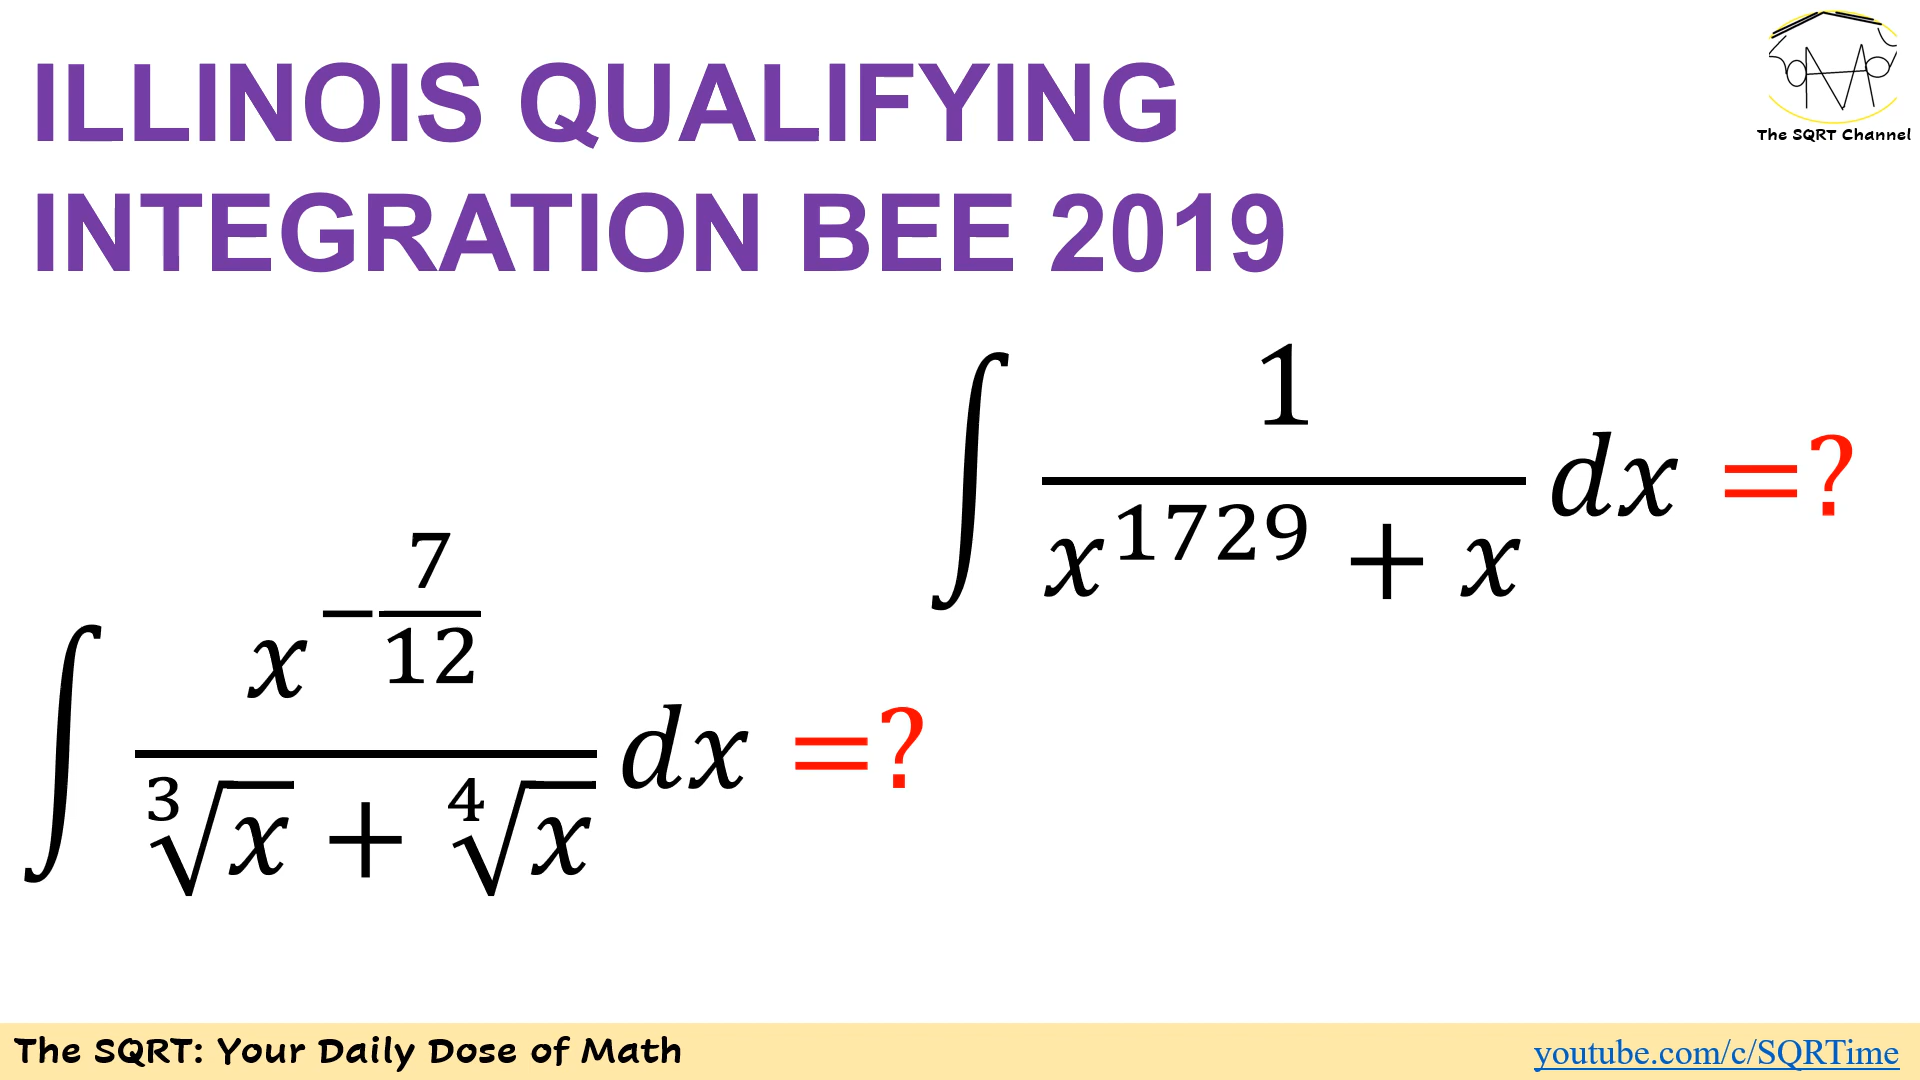 ILLINOIS QUALIFYING
INTEGRATION BEE 2019
The SQRT Channel
∫ 1/(x^1729 + x) dx =?
∫ x^(-7/12)/(∛x + ∜x) dx =?
The SQRT: Your Daily Dose of Math
youtube.com/c/SQRTime